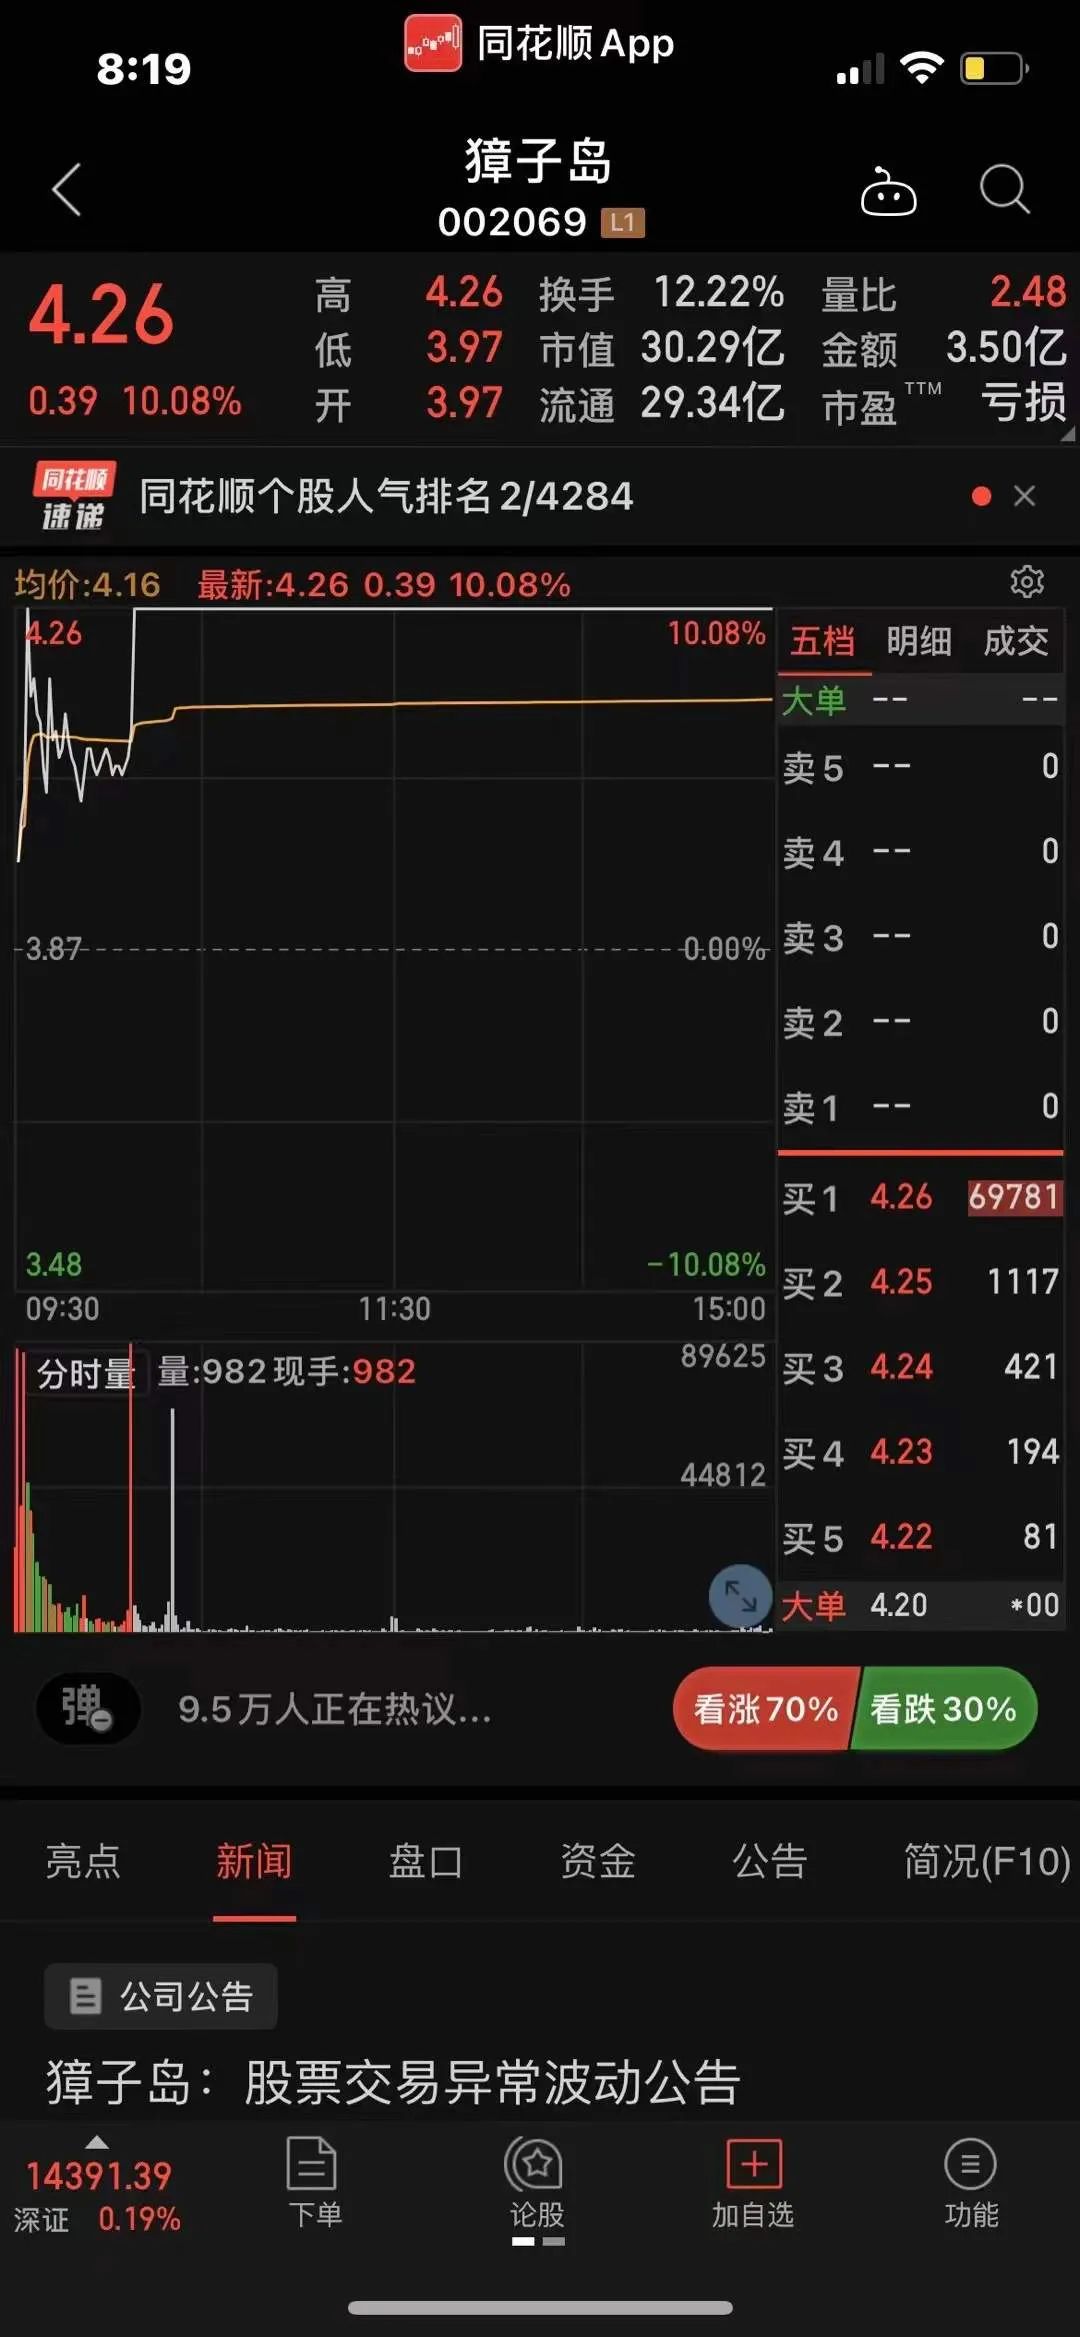 8:19
同花顺App
獐子岛
002069 L1
4.26
0.39 10.08%
高 4.26 换手 12.22% 量比 2.48
低 3.97 市值 30.29亿 金额 3.50亿
开 3.97 流通 29.34亿 市盈TTM 亏损
同花顺
速递
同花顺个股人气排名2/4284
均价:4.16 最新:4.26 0.39 10.08%
4.26 10.08%
3.87 0.00%
3.48 -10.08%
09:30 11:30 15:00
分时量 量:982现手:982 89625
44812
五档 明细 成交
大单 -- --
卖5 -- 0
卖4 -- 0
卖3 -- 0
卖2 -- 0
卖1 -- 0
买1 4.26 69781
买2 4.25 1117
买3 4.24 421
买4 4.23 194
买5 4.22 81
大单 4.20 *00
弹 9.5万人正在热议... 看涨70% 看跌30%
亮点 新闻 盘口 资金 公告 简况(F10)
公司公告
獐子岛：股票交易异常波动公告
14391.39
深证 0.19%
下单 论股 加自选 功能